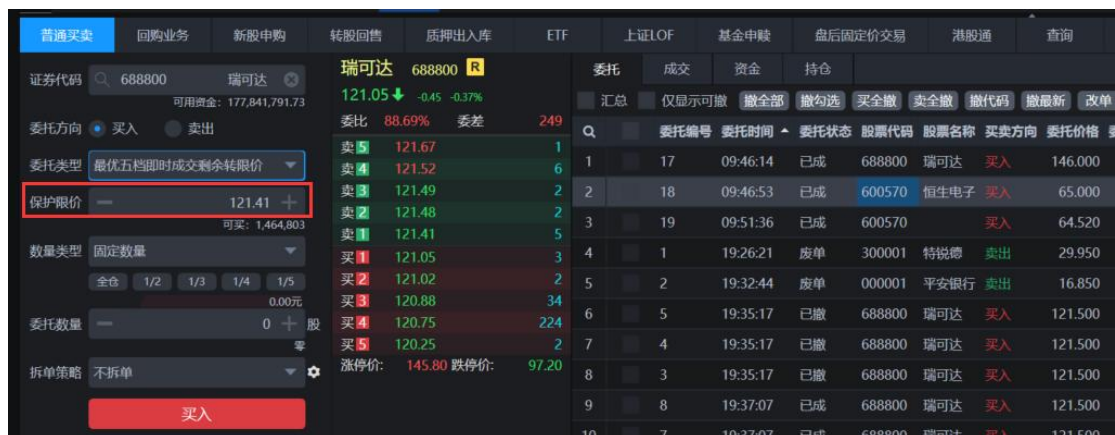 普通买卖 回购业务 新股申购 转股回售 质押出入库 ETF 上证LOF 基金申赎 盘后固定价交易 港股通 查询
证券代码 688800 瑞可达
可用资金: 177,841,791.73
委托方向 买入 卖出
委托类型 最优五档即时成交剩余转限价
保护限价 121.41
可买: 1,464,803
数量类型 固定数量
全仓 1/2 1/3 1/4 1/5
0.00元
委托数量 0 股
零
拆单策略 不拆单
买入
瑞可达 688800 R
121.05 -0.45 -0.37%
委比 88.69% 委差 249
卖5 121.67 1
卖4 121.52 6
卖3 121.49 2
卖2 121.48 2
卖1 121.41 5
买1 121.05 3
买2 121.02 2
买3 120.88 34
买4 120.75 224
买5 120.25 2
涨停价: 145.80 跌停价: 97.20
委托 成交 资金 持仓
汇总 仅显示可撤 撤全部 撤勾选 买全撤 卖全撤 撤代码 撤最新 改单
委托编号 委托时间 委托状态 股票代码 股票名称 买卖方向 委托价格
1 17 09:46:14 已成 688800 瑞可达 买入 146.000
2 18 09:46:53 已成 600570 恒生电子 买入 65.000
3 19 09:51:36 已成 600570 买入 64.520
4 1 19:26:21 废单 300001 特锐德 卖出 29.950
5 2 19:32:44 废单 000001 平安银行 卖出 16.850
6 5 19:35:17 已撤 688800 瑞可达 买入 121.500
7 4 19:35:17 已撤 688800 瑞可达 买入 121.500
8 3 19:35:17 已撤 688800 瑞可达 买入 121.500
9 8 19:37:07 已成 688800 瑞可达 买入 121.500
10 7 19:37:07 已成 688800 瑞可达 买入 121.500